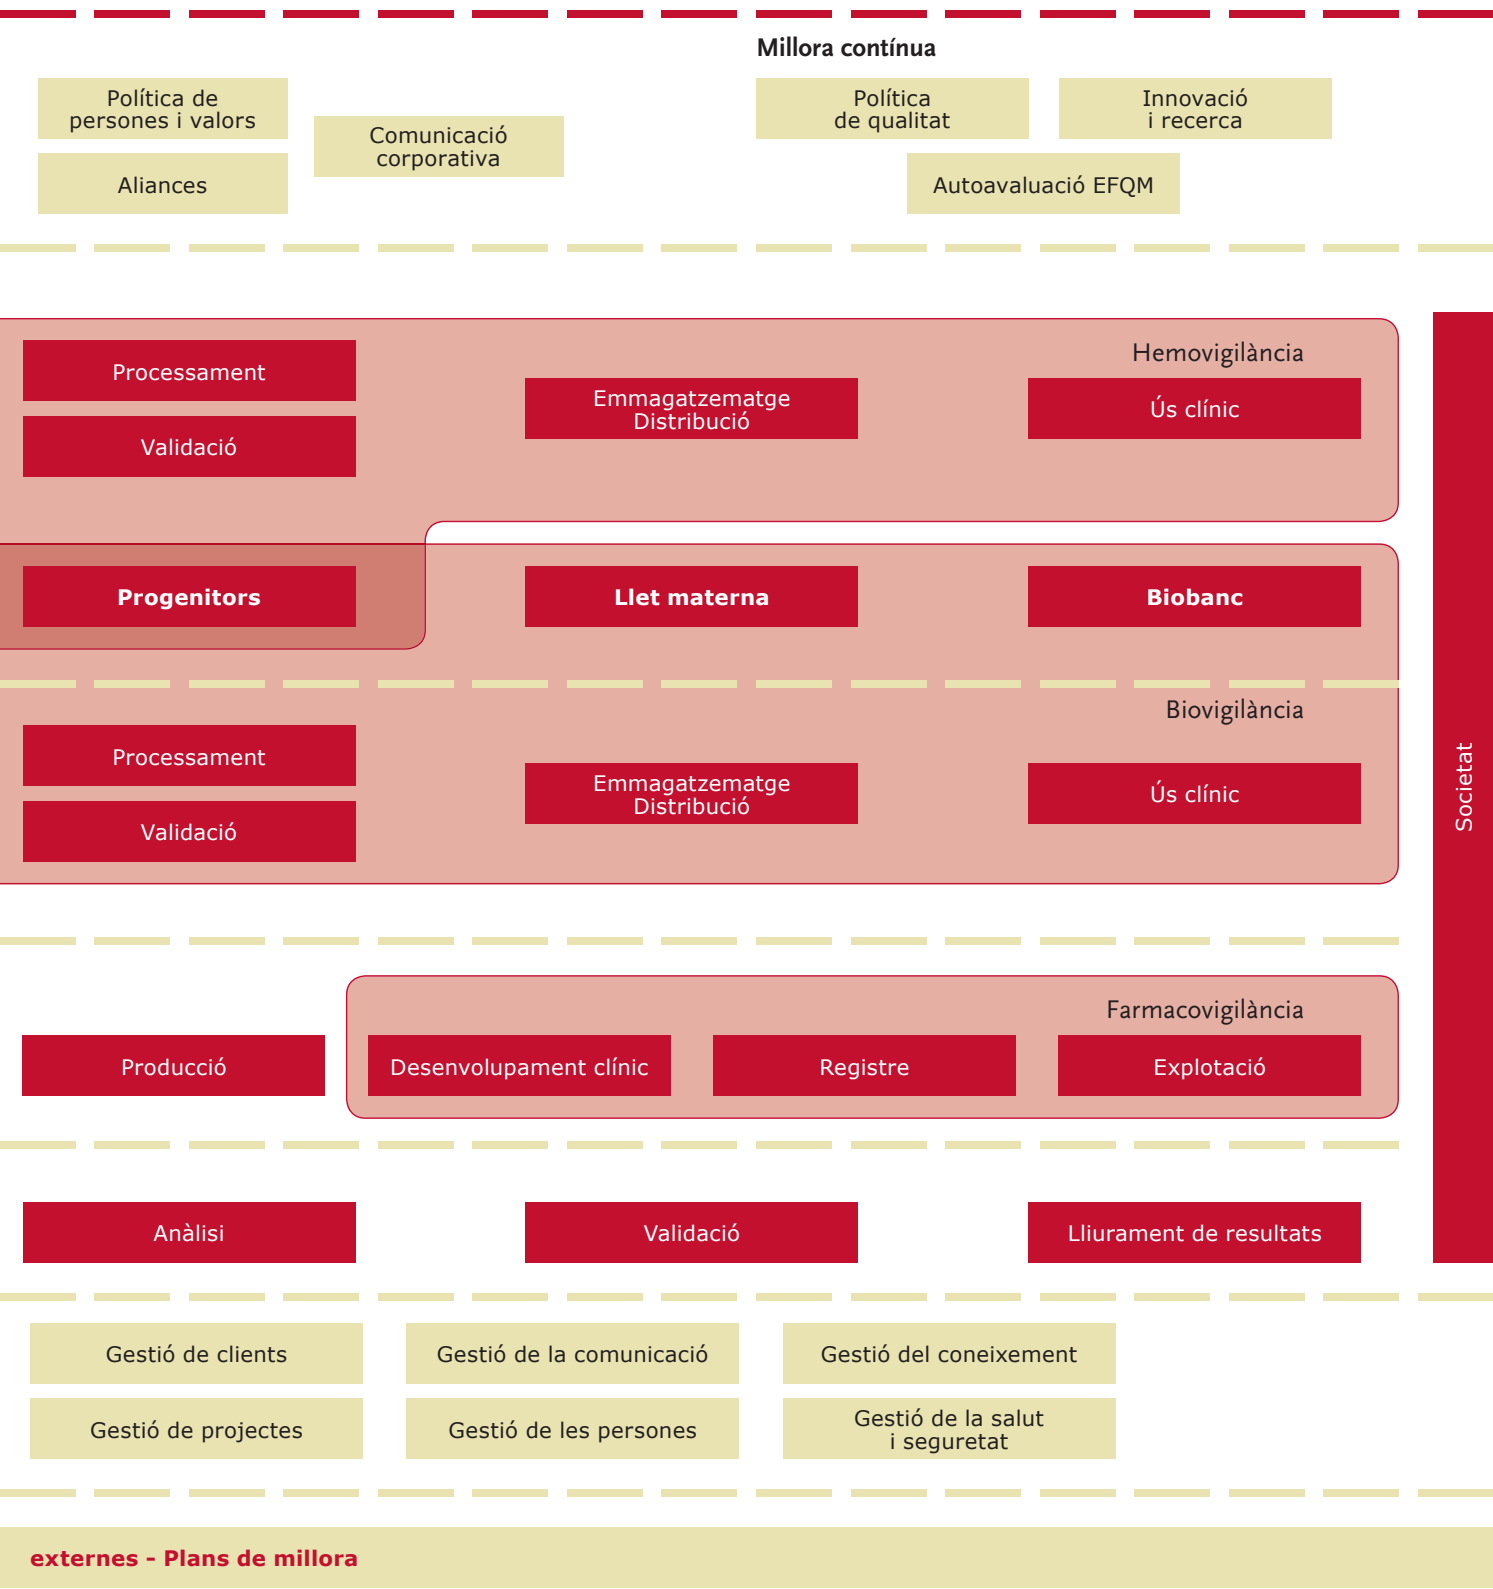 Millora contínua
Política de
persones i valors
Comunicació
corporativa
Aliances
Política
de qualitat
Innovació
i recerca
Autoavaluació EFQM
Hemovigilància
Processament
Validació
Emmagatzematge
Distribució
Ús clínic
Progenitors
Llet materna
Biobanc
Biovigilància
Processament
Validació
Emmagatzematge
Distribució
Ús clínic
Societat
Farmacovigilància
Producció
Desenvolupament clínic
Registre
Explotació
Anàlisi
Validació
Lliurament de resultats
Gestió de clients
Gestió de la comunicació
Gestió del coneixement
Gestió de projectes
Gestió de les persones
Gestió de la salut
i seguretat
externes - Plans de millora